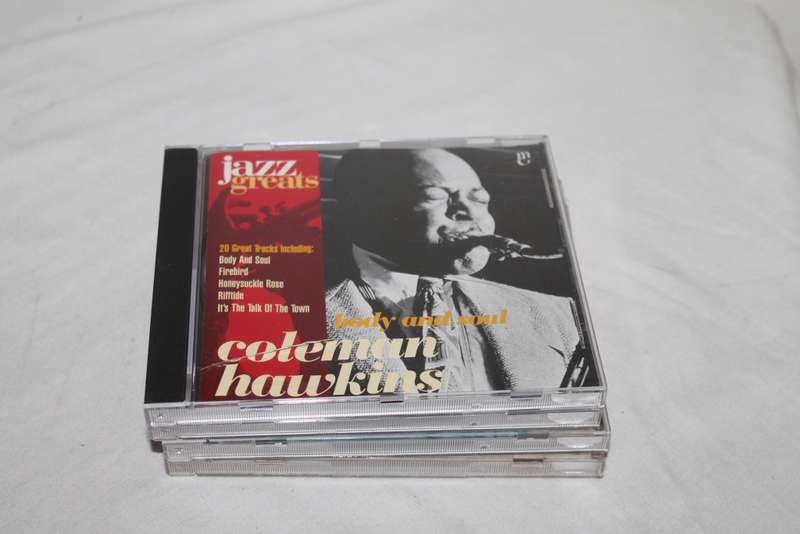 jazz
greats
20 Great Tracks Including:
Body And Soul
Firebird
Honeysuckle Rose
Rifftide
It's The Talk Of The Town
body and soul
coleman
hawkins